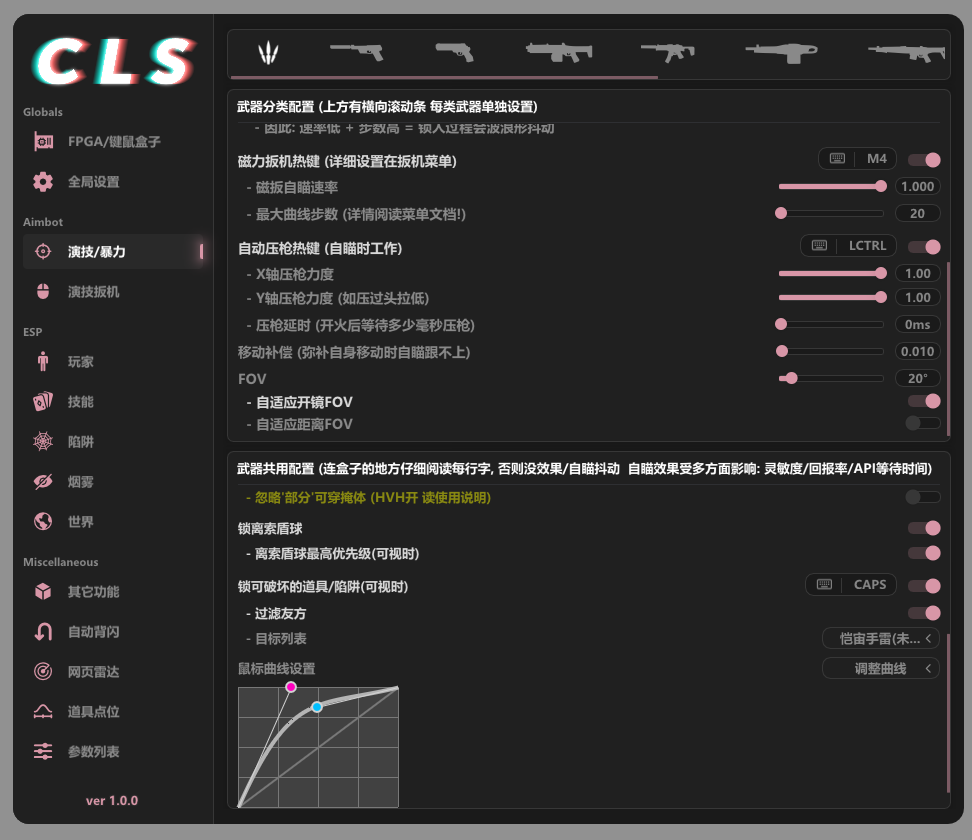 CLS
Globals
FPGA/键鼠盒子
全局设置
Aimbot
演技/暴力
演技扳机
ESP
玩家
技能
陷阱
烟雾
世界
Miscellaneous
其它功能
自动背闪
网页雷达
道具点位
参数列表
ver 1.0.0
武器分类配置 (上方有横向滚动条 每类武器单独设置)
- 因此: 速率低 + 步数高 = 锁人过程会波浪形抖动
磁力扳机热键 (详细设置在扳机菜单) M4
- 磁扳自瞄速率 1.000
- 最大曲线步数 (详情阅读菜单文档!) 20
自动压枪热键 (自瞄时工作) LCTRL
- X轴压枪力度 1.00
- Y轴压枪力度 (如压过头拉低) 1.00
- 压枪延时 (开火后等待多少毫秒压枪) 0ms
移动补偿 (弥补自身移动时自瞄跟不上) 0.010
FOV 20°
- 自适应开镜FOV
- 自适应距离FOV
武器共用配置 (连盒子的地方仔细阅读每行字, 否则没效果/自瞄抖动 自瞄效果受多方面影响: 灵敏度/回报率/API等待时间)
- 忽略'部分'可穿掩体 (HVH开 读使用说明)
锁离索盾球
- 离索盾球最高优先级(可视时)
锁可破坏的道具/陷阱(可视时) CAPS
- 过滤友方
- 目标列表 恺宙手雷(未... <
鼠标曲线设置 调整曲线 <